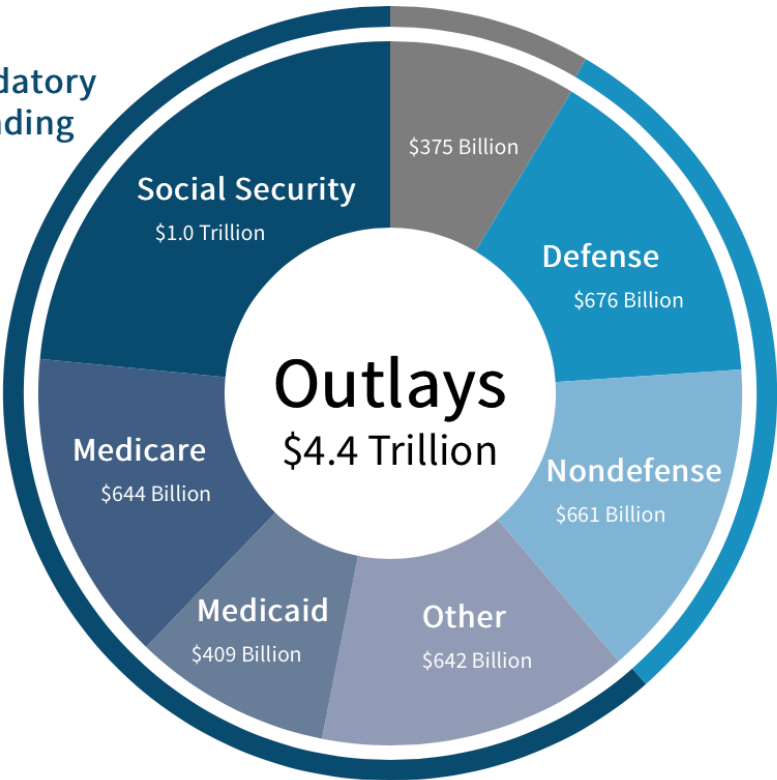 datory
ding
Social Security
$1.0 Trillion
$375 Billion
Defense
$676 Billion
Outlays
$4.4 Trillion
Medicare
$644 Billion
Nondefense
$661 Billion
Medicaid
$409 Billion
Other
$642 Billion